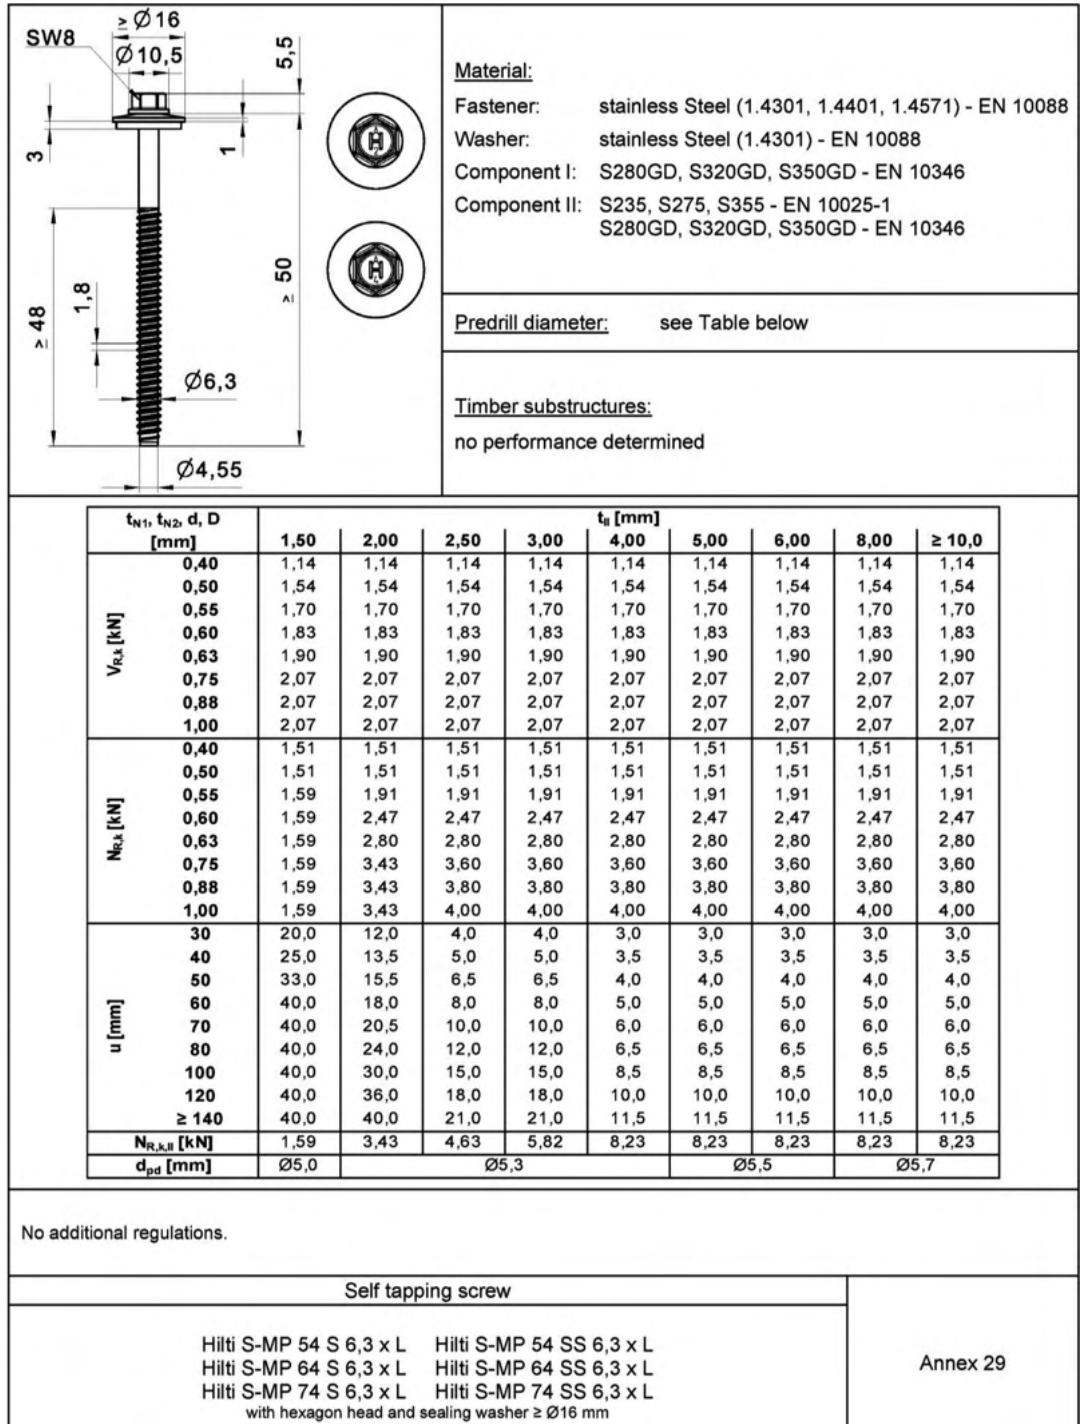 ≥ Ø16
SW8
Ø10,5
5,5
3
1
1,8
≥ 48
≥ 50
Ø6,3
Ø4,55
Material:
Fastener: stainless Steel (1.4301, 1.4401, 1.4571) - EN 10088
Washer: stainless Steel (1.4301) - EN 10088
Component I: S280GD, S320GD, S350GD - EN 10346
Component II: S235, S275, S355 - EN 10025-1
S280GD, S320GD, S350GD - EN 10346
Predrill diameter: see Table below
Timber substructures:
no performance determined
tN1, tN2, d, D tII [mm]
[mm] 1,50 2,00 2,50 3,00 4,00 5,00 6,00 8,00 ≥ 10,0
VR,k [kN]
0,40 1,14 1,14 1,14 1,14 1,14 1,14 1,14 1,14 1,14
0,50 1,54 1,54 1,54 1,54 1,54 1,54 1,54 1,54 1,54
0,55 1,70 1,70 1,70 1,70 1,70 1,70 1,70 1,70 1,70
0,60 1,83 1,83 1,83 1,83 1,83 1,83 1,83 1,83 1,83
0,63 1,90 1,90 1,90 1,90 1,90 1,90 1,90 1,90 1,90
0,75 2,07 2,07 2,07 2,07 2,07 2,07 2,07 2,07 2,07
0,88 2,07 2,07 2,07 2,07 2,07 2,07 2,07 2,07 2,07
1,00 2,07 2,07 2,07 2,07 2,07 2,07 2,07 2,07 2,07
NR,k [kN]
0,40 1,51 1,51 1,51 1,51 1,51 1,51 1,51 1,51 1,51
0,50 1,51 1,51 1,51 1,51 1,51 1,51 1,51 1,51 1,51
0,55 1,59 1,91 1,91 1,91 1,91 1,91 1,91 1,91 1,91
0,60 1,59 2,47 2,47 2,47 2,47 2,47 2,47 2,47 2,47
0,63 1,59 2,80 2,80 2,80 2,80 2,80 2,80 2,80 2,80
0,75 1,59 3,43 3,60 3,60 3,60 3,60 3,60 3,60 3,60
0,88 1,59 3,43 3,80 3,80 3,80 3,80 3,80 3,80 3,80
1,00 1,59 3,43 4,00 4,00 4,00 4,00 4,00 4,00 4,00
u [mm]
30 20,0 12,0 4,0 4,0 3,0 3,0 3,0 3,0 3,0
40 25,0 13,5 5,0 5,0 3,5 3,5 3,5 3,5 3,5
50 33,0 15,5 6,5 6,5 4,0 4,0 4,0 4,0 4,0
60 40,0 18,0 8,0 8,0 5,0 5,0 5,0 5,0 5,0
70 40,0 20,5 10,0 10,0 6,0 6,0 6,0 6,0 6,0
80 40,0 24,0 12,0 12,0 6,5 6,5 6,5 6,5 6,5
100 40,0 30,0 15,0 15,0 8,5 8,5 8,5 8,5 8,5
120 40,0 36,0 18,0 18,0 10,0 10,0 10,0 10,0 10,0
≥ 140 40,0 40,0 21,0 21,0 11,5 11,5 11,5 11,5 11,5
NR,k,II [kN] 1,59 3,43 4,63 5,82 8,23 8,23 8,23 8,23 8,23
dpd [mm] Ø5,0 Ø5,3 Ø5,5 Ø5,7
No additional regulations.
Self tapping screw
Hilti S-MP 54 S 6,3 x L Hilti S-MP 54 SS 6,3 x L
Hilti S-MP 64 S 6,3 x L Hilti S-MP 64 SS 6,3 x L
Hilti S-MP 74 S 6,3 x L Hilti S-MP 74 SS 6,3 x L
with hexagon head and sealing washer ≥ Ø16 mm
Annex 29